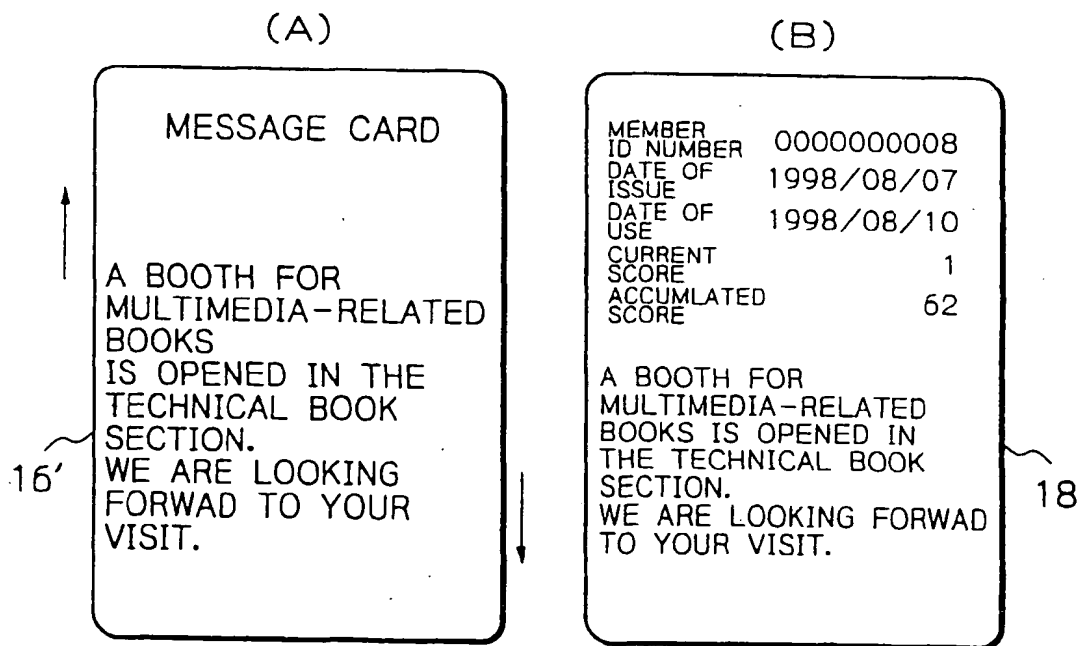 (A)
MESSAGE CARD
A BOOTH FOR
MULTIMEDIA-RELATED
BOOKS
IS OPENED IN THE
TECHNICAL BOOK
SECTION.
WE ARE LOOKING
FORWAD TO YOUR
VISIT.
16'
(B)
MEMBER
ID NUMBER 0000000008
DATE OF
ISSUE 1998/08/07
DATE OF
USE 1998/08/10
CURRENT
SCORE 1
ACCUMLATED
SCORE 62
A BOOTH FOR
MULTIMEDIA-RELATED
BOOKS IS OPENED IN
THE TECHNICAL BOOK
SECTION.
WE ARE LOOKING FORWAD
TO YOUR VISIT.
18